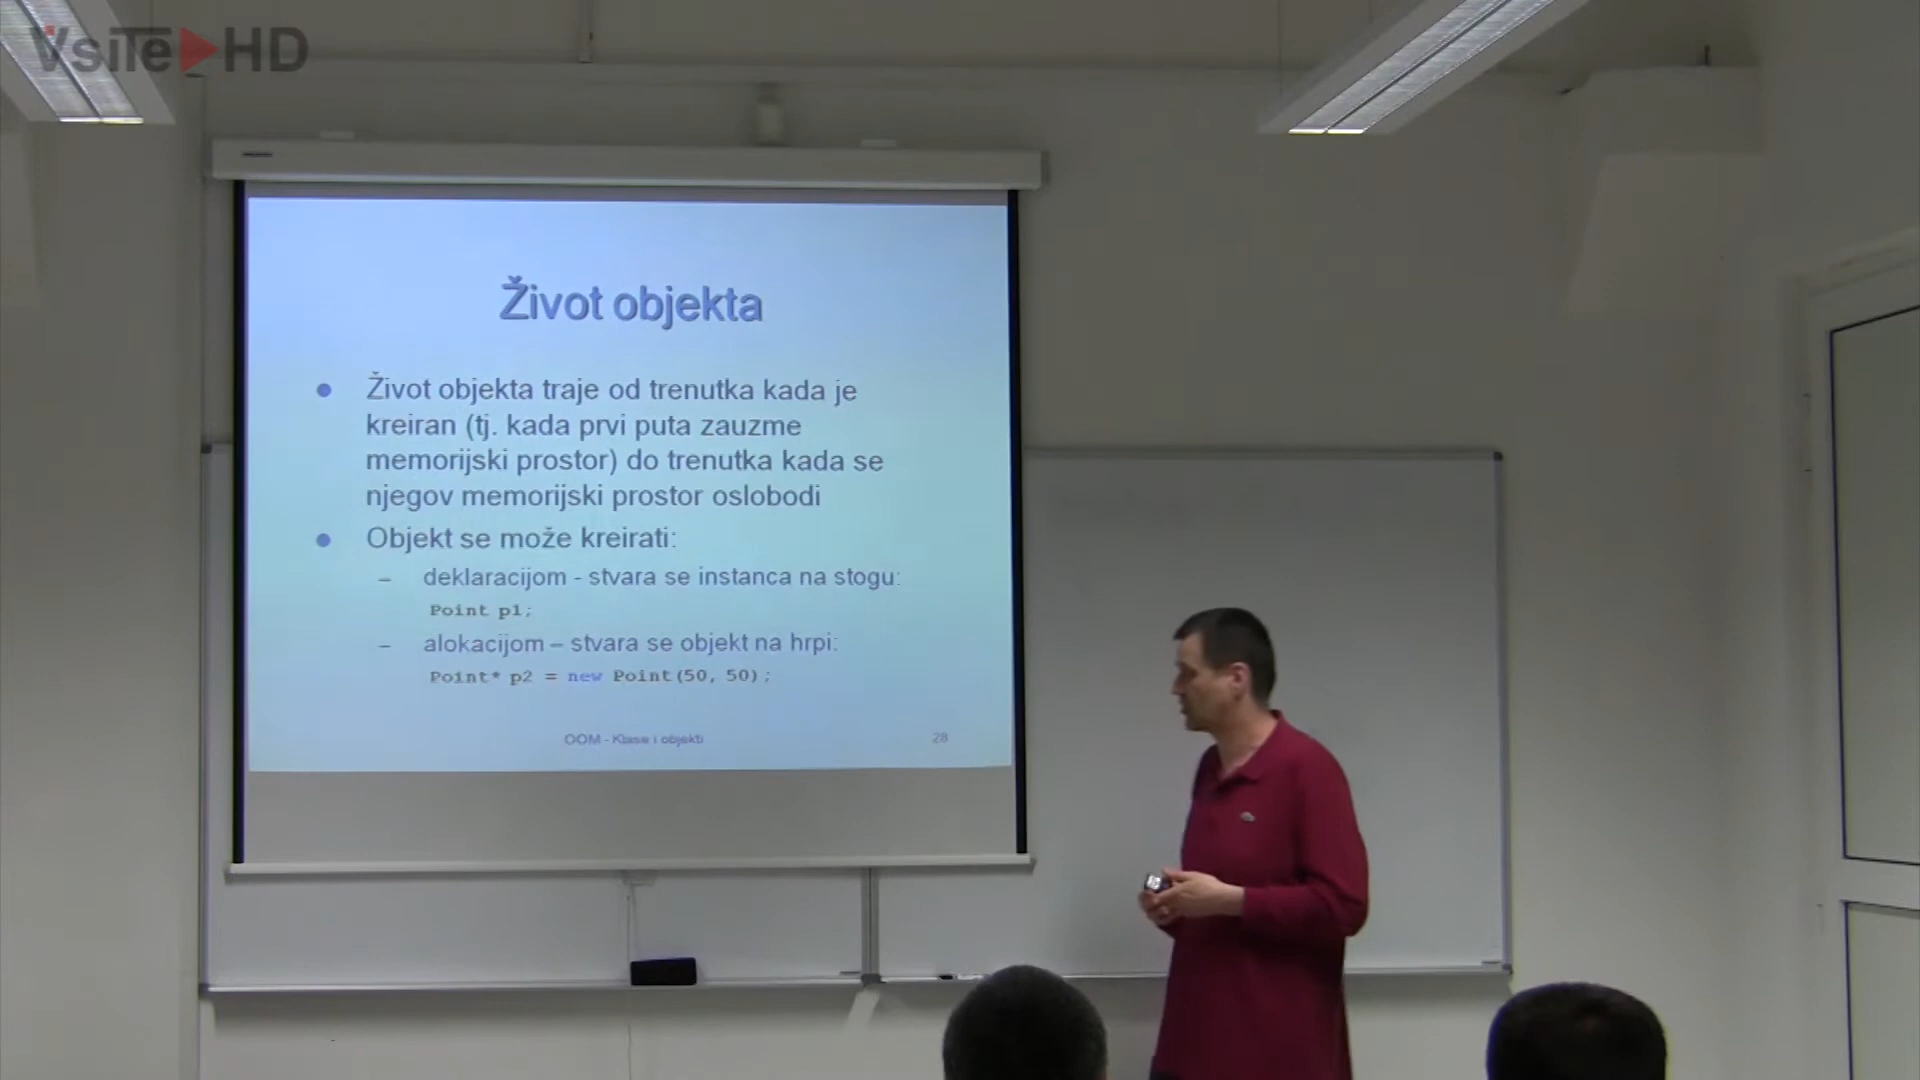 VsiTe HD
Život objekta
Život objekta traje od trenutka kada je
kreiran (tj. kada prvi puta zauzme
memorijski prostor) do trenutka kada se
njegov memorijski prostor oslobodi
Objekt se može kreirati:
– deklaracijom - stvara se instanca na stogu:
Point p1;
– alokacijom – stvara se objekt na hrpi:
Point* p2 = new Point(50, 50);
OOM - Klase i objekti
28